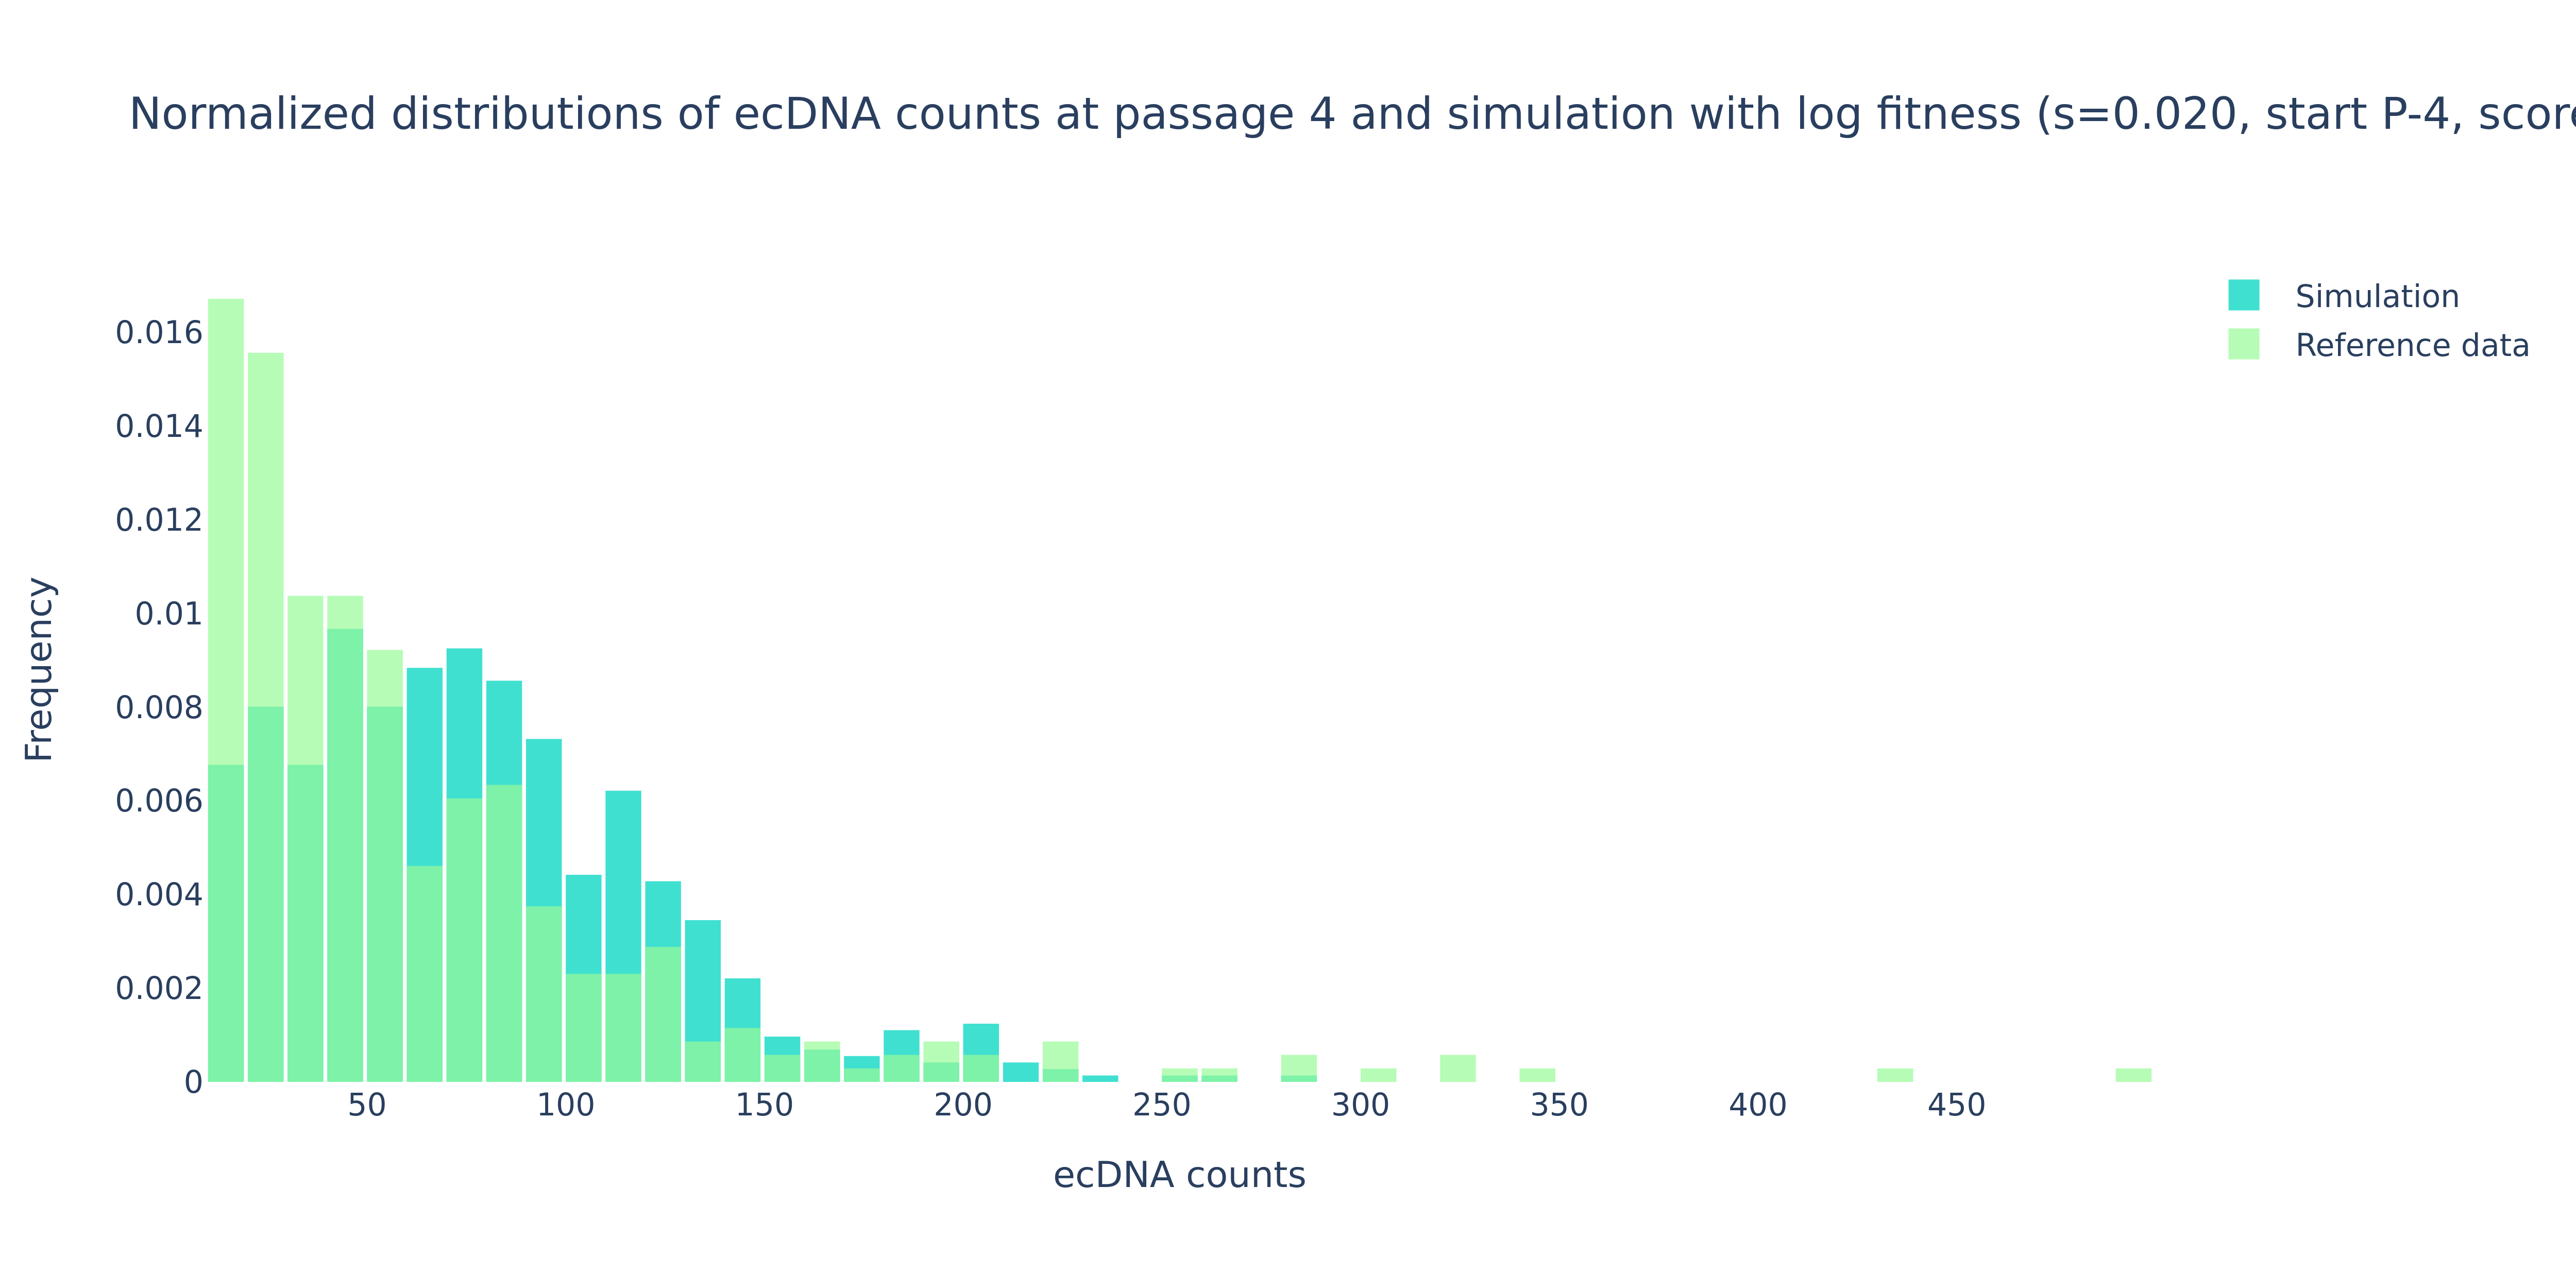 Normalized distributions of ecDNA counts at passage 4 and simulation with log fitness (s=0.020, start P-4, score
Simulation
Reference data
Frequency
0.016
0.014
0.012
0.01
0.008
0.006
0.004
0.002
0
50 100 150 200 250 300 350 400 450
ecDNA counts